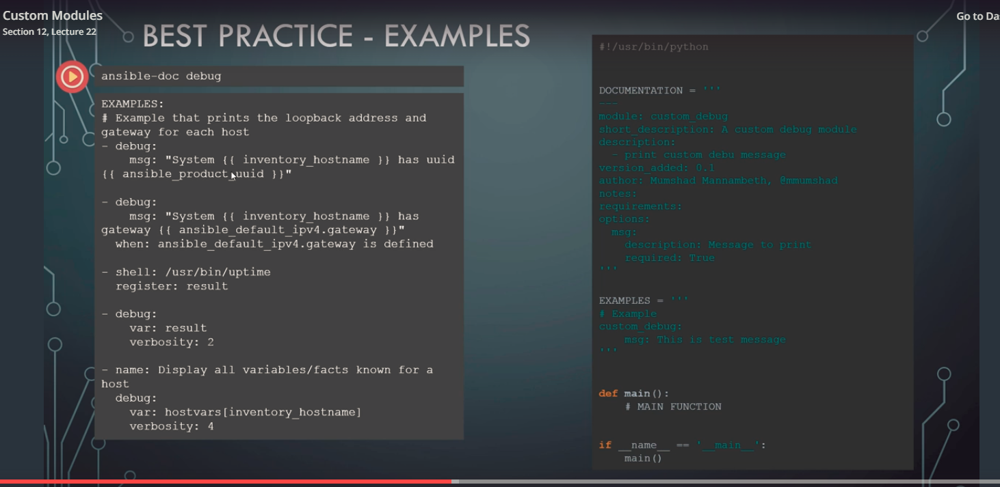 Custom Modules
Section 12, Lecture 22
Go to Da
BEST PRACTICE - EXAMPLES
ansible-doc debug
EXAMPLES:
# Example that prints the loopback address and
gateway for each host
- debug:
    msg: "System {{ inventory_hostname }} has uuid
{{ ansible_product_uuid }}"
- debug:
    msg: "System {{ inventory_hostname }} has
gateway {{ ansible_default_ipv4.gateway }}"
  when: ansible_default_ipv4.gateway is defined
- shell: /usr/bin/uptime
  register: result
- debug:
    var: result
    verbosity: 2
- name: Display all variables/facts known for a
host
  debug:
    var: hostvars[inventory_hostname]
    verbosity: 4
#!/usr/bin/python
DOCUMENTATION = '''
---
module: custom_debug
short_description: A custom debug module
description:
  - print custom debu message
version_added: 0.1
author: Mumshad Mannambeth, @mmumshad
notes:
requirements:
options:
  msg:
    description: Message to print
    required: True
'''
EXAMPLES = '''
# Example
custom_debug:
    msg: This is test message
'''
def main():
    # MAIN FUNCTION
if __name__ == '__main__':
    main()